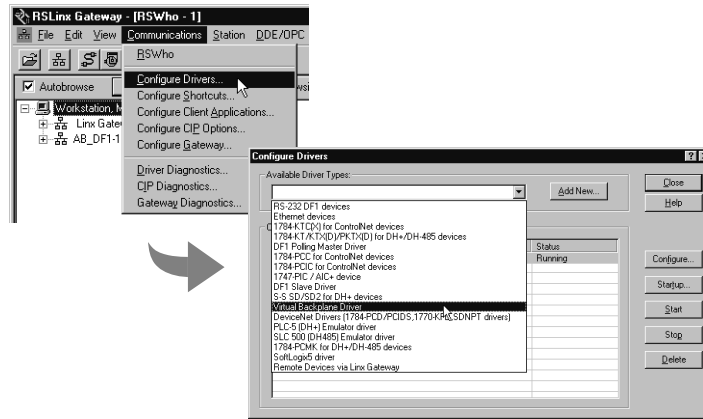 RSLinx Gateway - [RSWho - 1]
File Edit View Communications Station DDE/OPC
RSWho
Autobrowse
Configure Drivers...
Configure Shortcuts...
Workstation,
Configure Client Applications...
Linx Gate
Configure CIP Options...
AB_DF1-1
Configure Gateway...
Driver Diagnostics...
CIP Diagnostics...
Gateway Diagnostics...
Configure Drivers
Available Driver Types:
Add New...
Close
Help
RS-232 DF1 devices
Ethernet devices
1784-KTC(X) for ControlNet devices
1784-KT/KTX(D)/PKTX(D) for DH+/DH-485 devices
DF1 Polling Master Driver
Status
1784-PCC for ControlNet devices
Running
Configure...
1784-PCIC for ControlNet devices
1747-PIC / AIC+ device
DF1 Slave Driver
Startup...
S-S SD/SD2 for DH+ devices
Virtual Backplane Driver
Start
DeviceNet Drivers (1784-PCD/PCIDS,1770-KFD,SDNPT drivers)
PLC-5 (DH+) Emulator driver
SLC 500 (DH485) Emulator driver
Stop
1784-PCMK for DH+/DH-485 devices
SoftLogix5 driver
Delete
Remote Devices via Linx Gateway